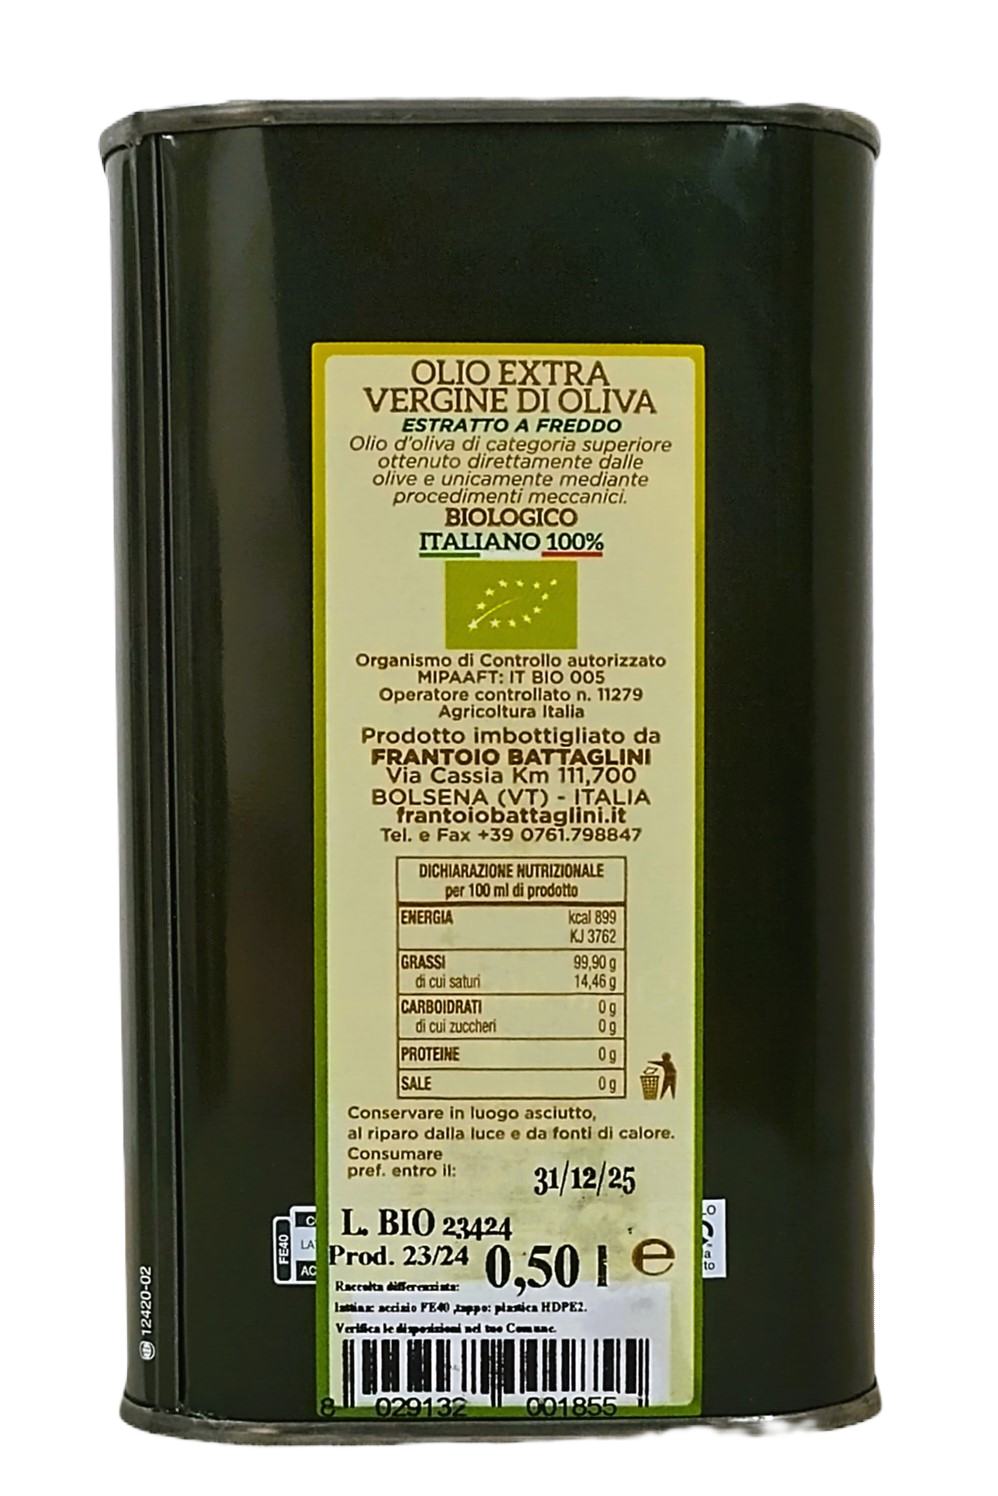 OLIO EXTRA
VERGINE DI OLIVA
ESTRATTO A FREDDO
Olio d'oliva di categoria superiore
ottenuto direttamente dalle
olive e unicamente mediante
procedimenti meccanici.
BIOLOGICO
ITALIANO 100%
Organismo di Controllo autorizzato
MIPAAFT: IT BIO 005
Operatore controllato n. 11279
Agricoltura Italia
Prodotto imbottigliato da
FRANTOIO BATTAGLINI
Via Cassia Km 111,700
BOLSENA (VT) - ITALIA
frantoiobattaglini.it
Tel. e Fax +39 0761.798847
DICHIARAZIONE NUTRIZIONALE
per 100 ml di prodotto
ENERGIA kcal 899
KJ 3762
GRASSI 99,90 g
di cui saturi 14,46 g
CARBOIDRATI 0 g
di cui zuccheri 0 g
PROTEINE 0 g
SALE 0 g
Conservare in luogo asciutto,
al riparo dalla luce e da fonti di calore.
Consumare
pref. entro il: 31/12/25
L. BIO 23424
Prod. 23/24 0,50 l e
Raccolta differenziata:
lattina: acciaio FE40 ,tappo: plastica HDPE2.
Verifica le disposizioni nel tuo Comune.
8 029132 001855
FE40
C
LA
AC
LO
a
to
12420-02